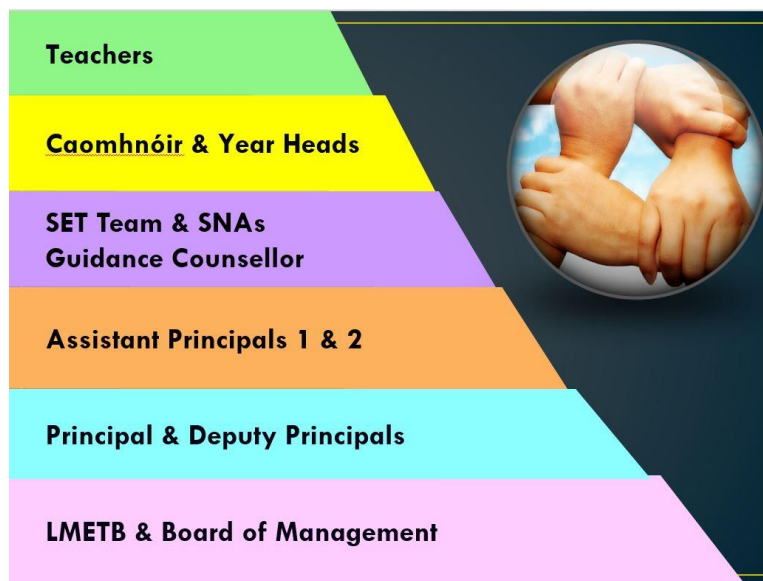 Teachers
Caomhnóir & Year Heads
SET Team & SNAs
Guidance Counsellor
Assistant Principals 1 & 2
Principal & Deputy Principals
LMETB & Board of Management